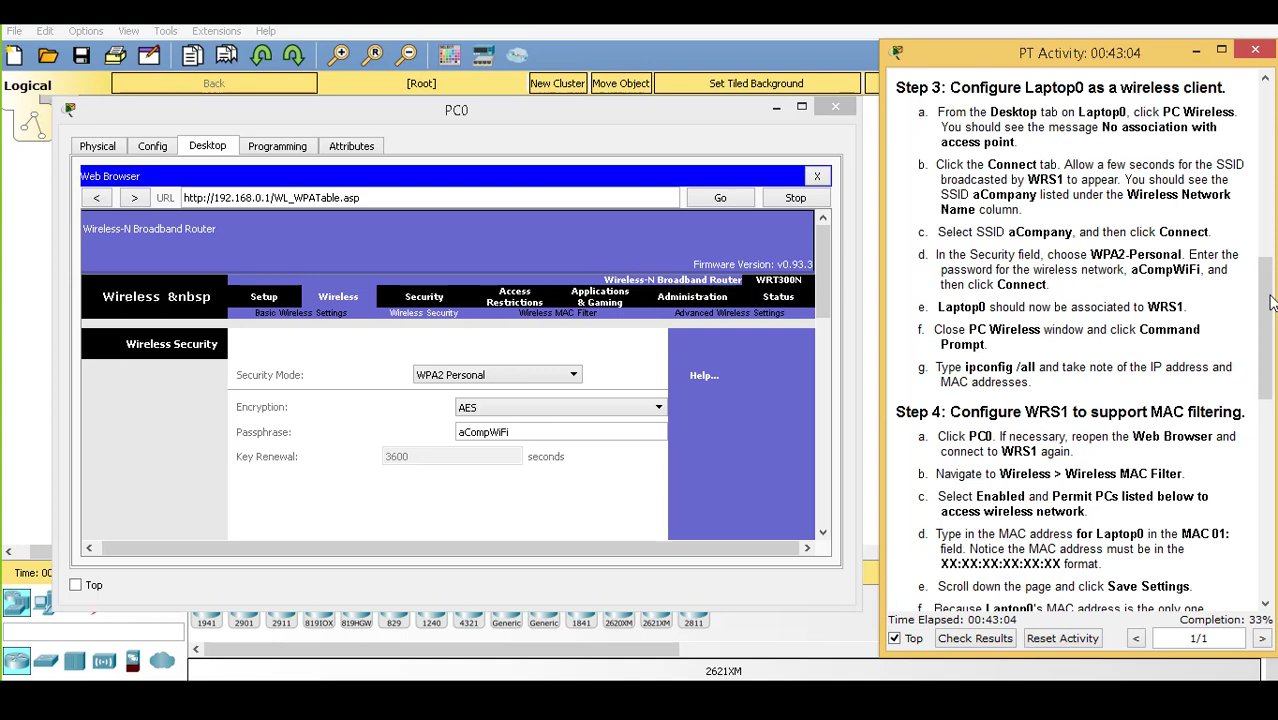 File Edit Options View Tools Extensions Help
Logical
Back
[Root]
New Cluster
Move Object
Set Tiled Background
PC0
Physical Config Desktop Programming Attributes
Web Browser
X
< > URL http://192.168.0.1/WL_WPATable.asp Go Stop
Wireless-N Broadband Router
Firmware Version: v0.93.3
Wireless-N Broadband Router WRT300N
Wireless &nbsp
Setup Wireless Security Access Restrictions Applications & Gaming Administration Status
Basic Wireless Settings Wireless Security Wireless MAC Filter Advanced Wireless Settings
Wireless Security
Security Mode: WPA2 Personal
Help...
Encryption: AES
Passphrase: aCompWiFi
Key Renewal: 3600 seconds
Top
Time: 00
1941 2901 2911 819IOX 819HGW 829 1240 4321 Generic Generic 1841 2620XM 2621XM 2811
2621XM
PT Activity: 00:43:04
Step 3: Configure Laptop0 as a wireless client.
a. From the Desktop tab on Laptop0, click PC Wireless.
You should see the message No association with
access point.
b. Click the Connect tab. Allow a few seconds for the SSID
broadcasted by WRS1 to appear. You should see the
SSID aCompany listed under the Wireless Network
Name column.
c. Select SSID aCompany, and then click Connect.
d. In the Security field, choose WPA2-Personal. Enter the
password for the wireless network, aCompWiFi, and
then click Connect.
e. Laptop0 should now be associated to WRS1.
f. Close PC Wireless window and click Command
Prompt.
g. Type ipconfig /all and take note of the IP address and
MAC addresses.
Step 4: Configure WRS1 to support MAC filtering.
a. Click PC0. If necessary, reopen the Web Browser and
connect to WRS1 again.
b. Navigate to Wireless > Wireless MAC Filter.
c. Select Enabled and Permit PCs listed below to
access wireless network.
d. Type in the MAC address for Laptop0 in the MAC 01:
field. Notice the MAC address must be in the
XX:XX:XX:XX:XX:XX format.
e. Scroll down the page and click Save Settings.
f. Because Laptop0's MAC address is the only one
Time Elapsed: 00:43:04 Completion: 33%
Top Check Results Reset Activity < 1/1 >